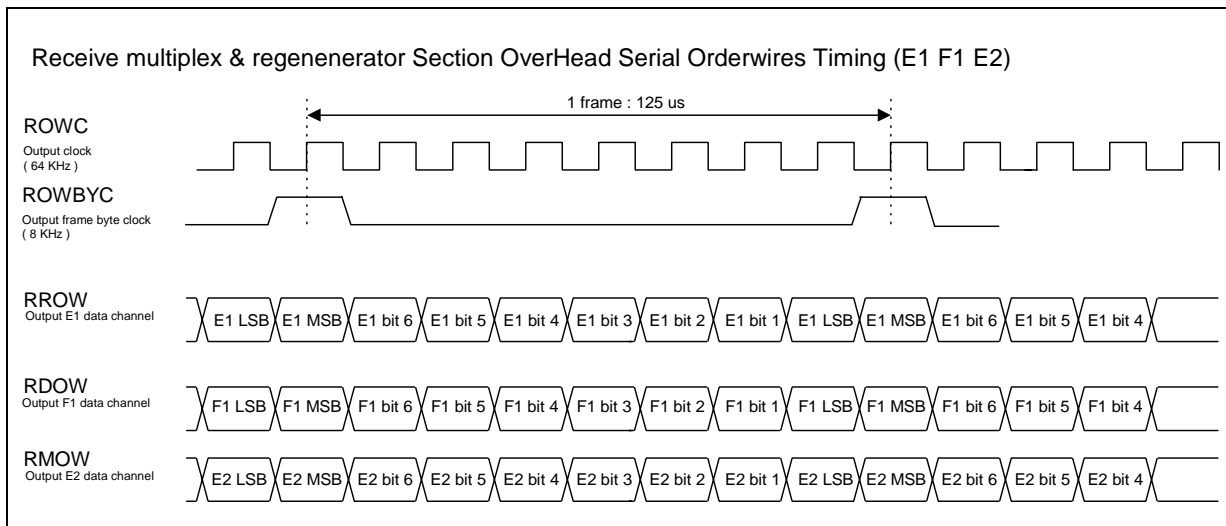 Receive multiplex & regenenerator Section OverHead Serial Orderwires Timing (E1 F1 E2)
1 frame : 125 us
ROWC
Output clock
( 64 KHz )
ROWBYC
Output frame byte clock
( 8 KHz )
RROW
Output E1 data channel
E1 LSB E1 MSB E1 bit 6 E1 bit 5 E1 bit 4 E1 bit 3 E1 bit 2 E1 bit 1 E1 LSB E1 MSB E1 bit 6 E1 bit 5 E1 bit 4
RDOW
Output F1 data channel
F1 LSB F1 MSB F1 bit 6 F1 bit 5 F1 bit 4 F1 bit 3 F1 bit 2 F1 bit 1 F1 LSB F1 MSB F1 bit 6 F1 bit 5 F1 bit 4
RMOW
Output E2 data channel
E2 LSB E2 MSB E2 bit 6 E2 bit 5 E2 bit 4 E2 bit 3 E2 bit 2 E2 bit 1 E2 LSB E2 MSB E2 bit 6 E2 bit 5 E2 bit 4